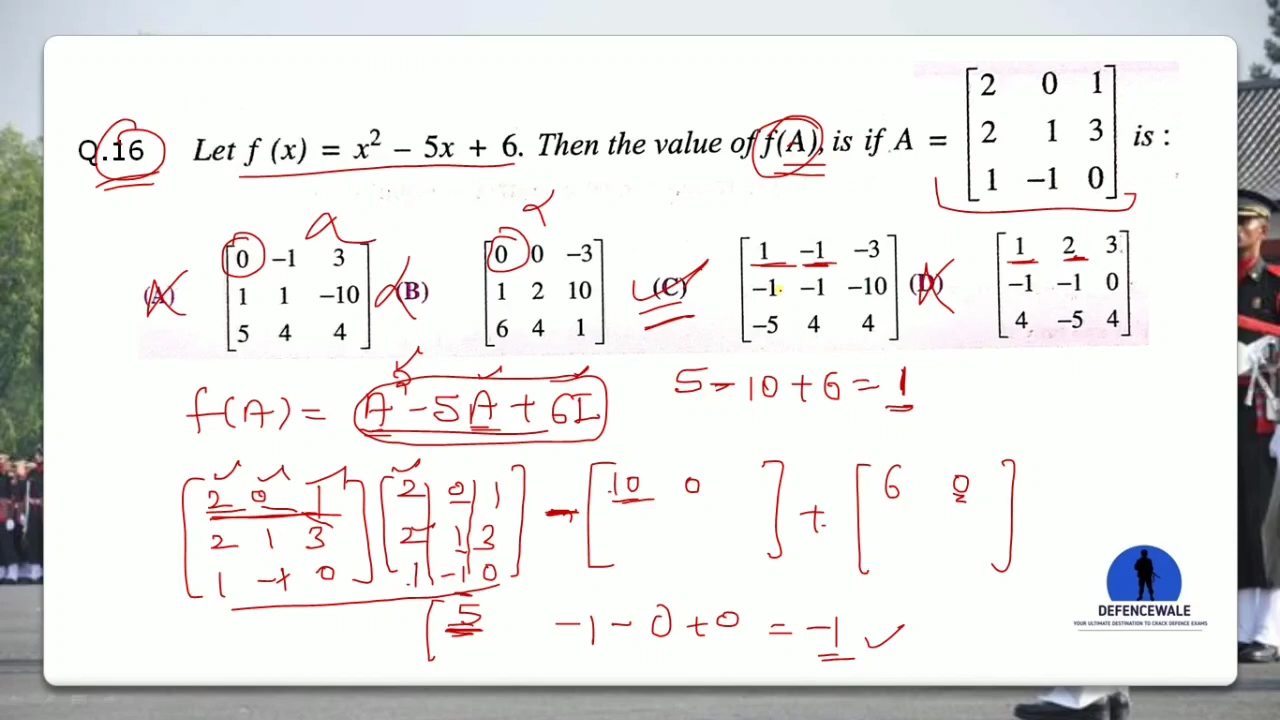 Q.16 Let f (x) = x² − 5x + 6. Then the value of f(A), is if A = [2 0 1
2 1 3
1 −1 0] is :
(A) [0 −1 3
1 1 −10
5 4 4]
(B) [0 0 −3
1 2 10
6 4 1]
(C) [1 −1 −3
−1 −1 −10
−5 4 4]
(D) [1 2 3
−1 −1 0
4 −5 4]
f(A) = A² − 5A + 6I
5 − 10 + 6 = 1
[2 0 1
2 1 3
1 −1 0] [2 0 1
2 1 3
1 −1 0] − [10 0] + [6 0]
[5
−1 − 0 + 0 = −1
DEFENCEWALE
YOUR ULTIMATE DESTINATION TO CRACK DEFENCE EXAMS